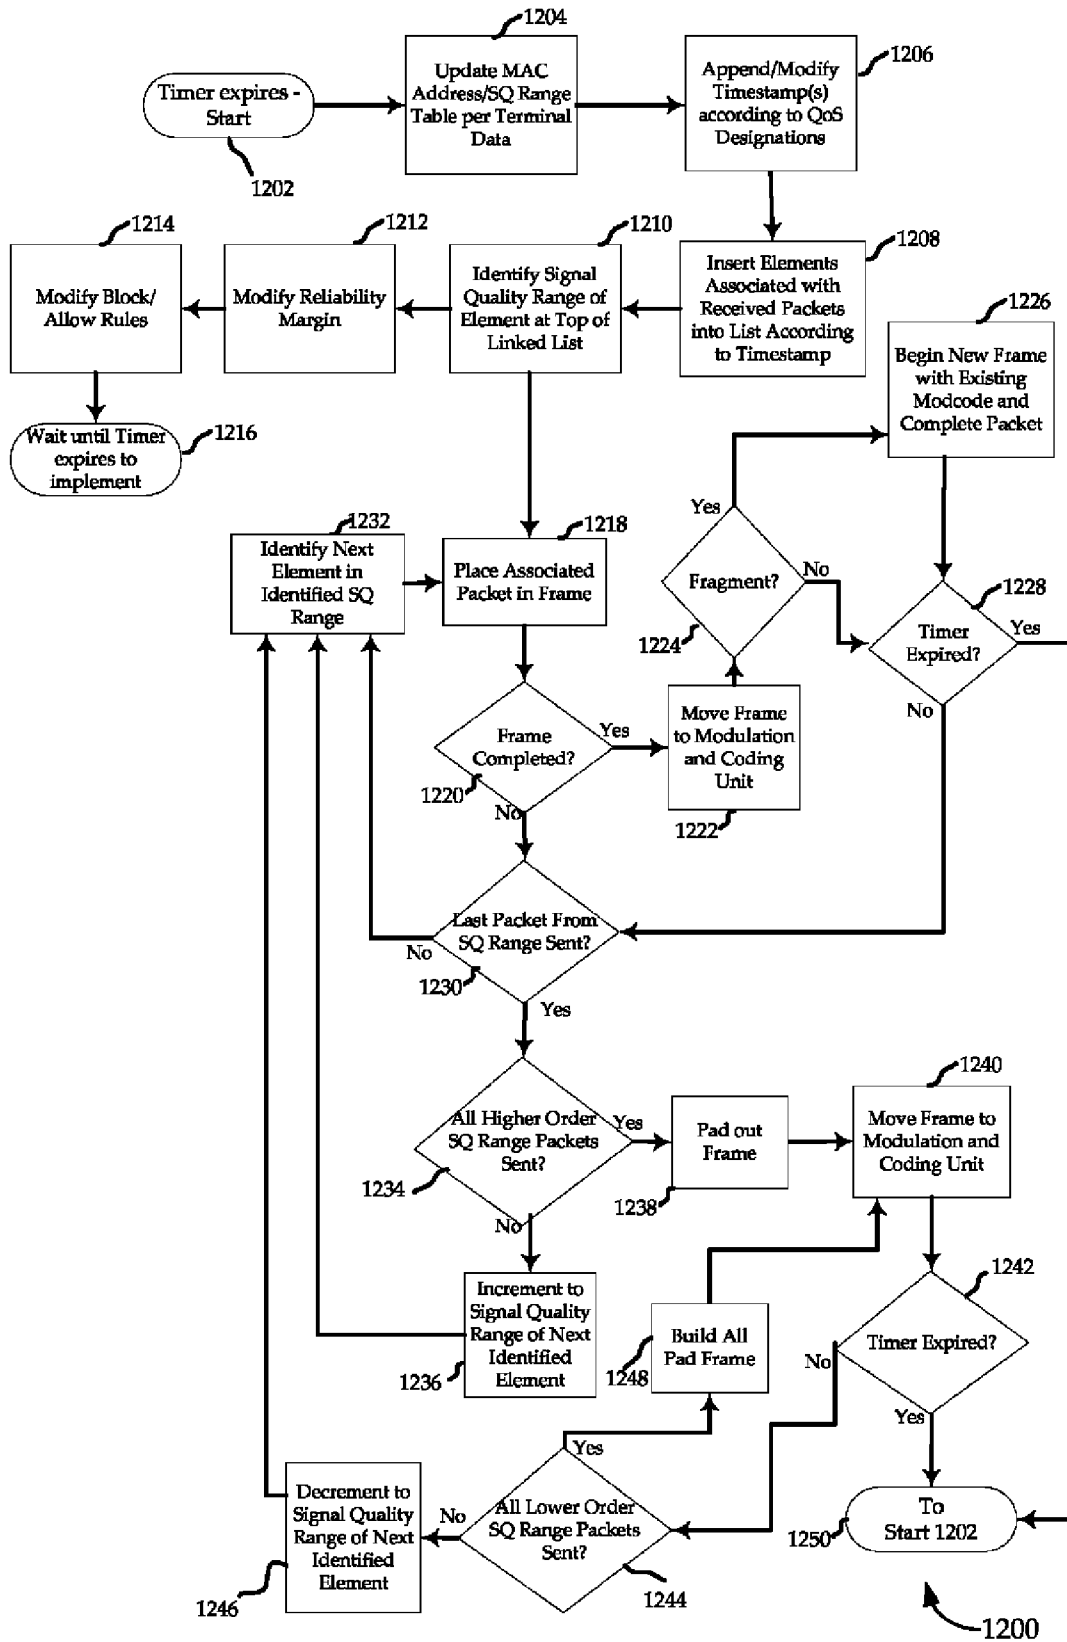 1204
1206
Timer expires -
Start
1202
Update MAC
Address/SQ Range
Table per Terminal
Data
Append/Modify
Timestamp(s)
according to QoS
Designations
1214
1212
1210
1208
Modify Block/
Allow Rules
Modify Reliability
Margin
Identify Signal
Quality Range of
Element at Top of
Linked List
Insert Elements
Associated with
Received Packets
into List According
to Timestamp
1226
Begin New Frame
with Existing
Modcode and
Complete Packet
Wait until Timer
expires to
implement
1216
1232
Identify Next
Element in
Identified SQ
Range
1218
Place Associated
Packet in Frame
Yes
Fragment?
No
1224
1228
Timer
Expired?
Yes
No
Frame
Completed?
Yes
1220
No
Move Frame
to Modulation
and Coding
Unit
1222
Last Packet From
SQ Range Sent?
No
1230
Yes
All Higher Order
SQ Range Packets
Sent?
Yes
1234
No
Pad out
Frame
1238
1240
Move Frame to
Modulation and
Coding Unit
Increment to
Signal Quality
Range of Next
Identified
Element
1236
Build All
Pad Frame
1248
1242
Timer Expired?
No
Yes
Decrement to
Signal Quality
Range of Next
Identified
Element
1246
Yes
No
All Lower Order
SQ Range Packets
Sent?
1244
To
Start 1202
1250
1200